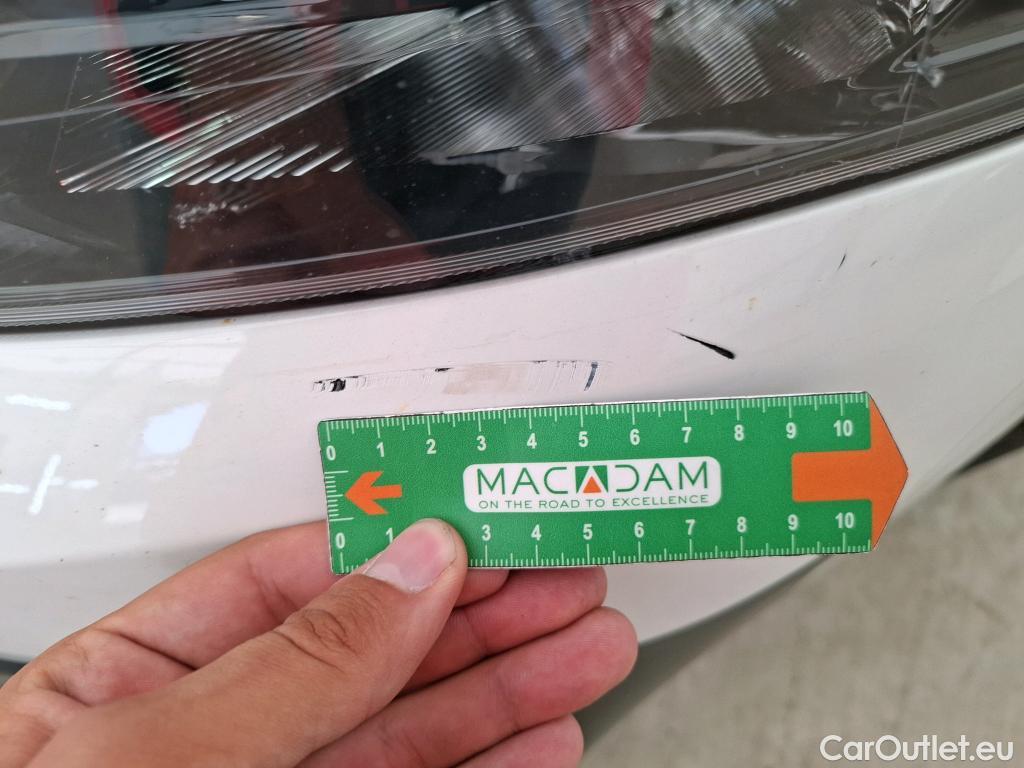 0 1 2 3 4 5 6 7 8 9 10
MACADAM
ON THE ROAD TO EXCELLENCE
0 1 3 4 5 6 7 8 9 10
CarOutlet.eu